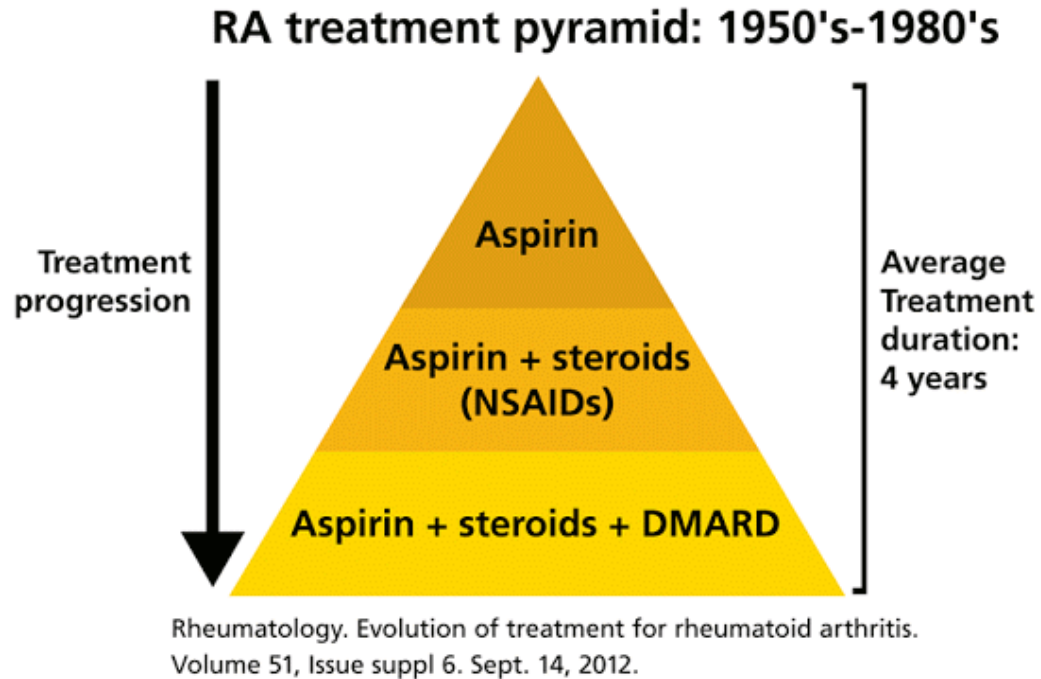 RA treatment pyramid: 1950's-1980's
Treatment
progression
Aspirin
Aspirin + steroids
(NSAIDs)
Aspirin + steroids + DMARD
Average
Treatment
duration:
4 years
Rheumatology. Evolution of treatment for rheumatoid arthritis.
Volume 51, Issue suppl 6. Sept. 14, 2012.